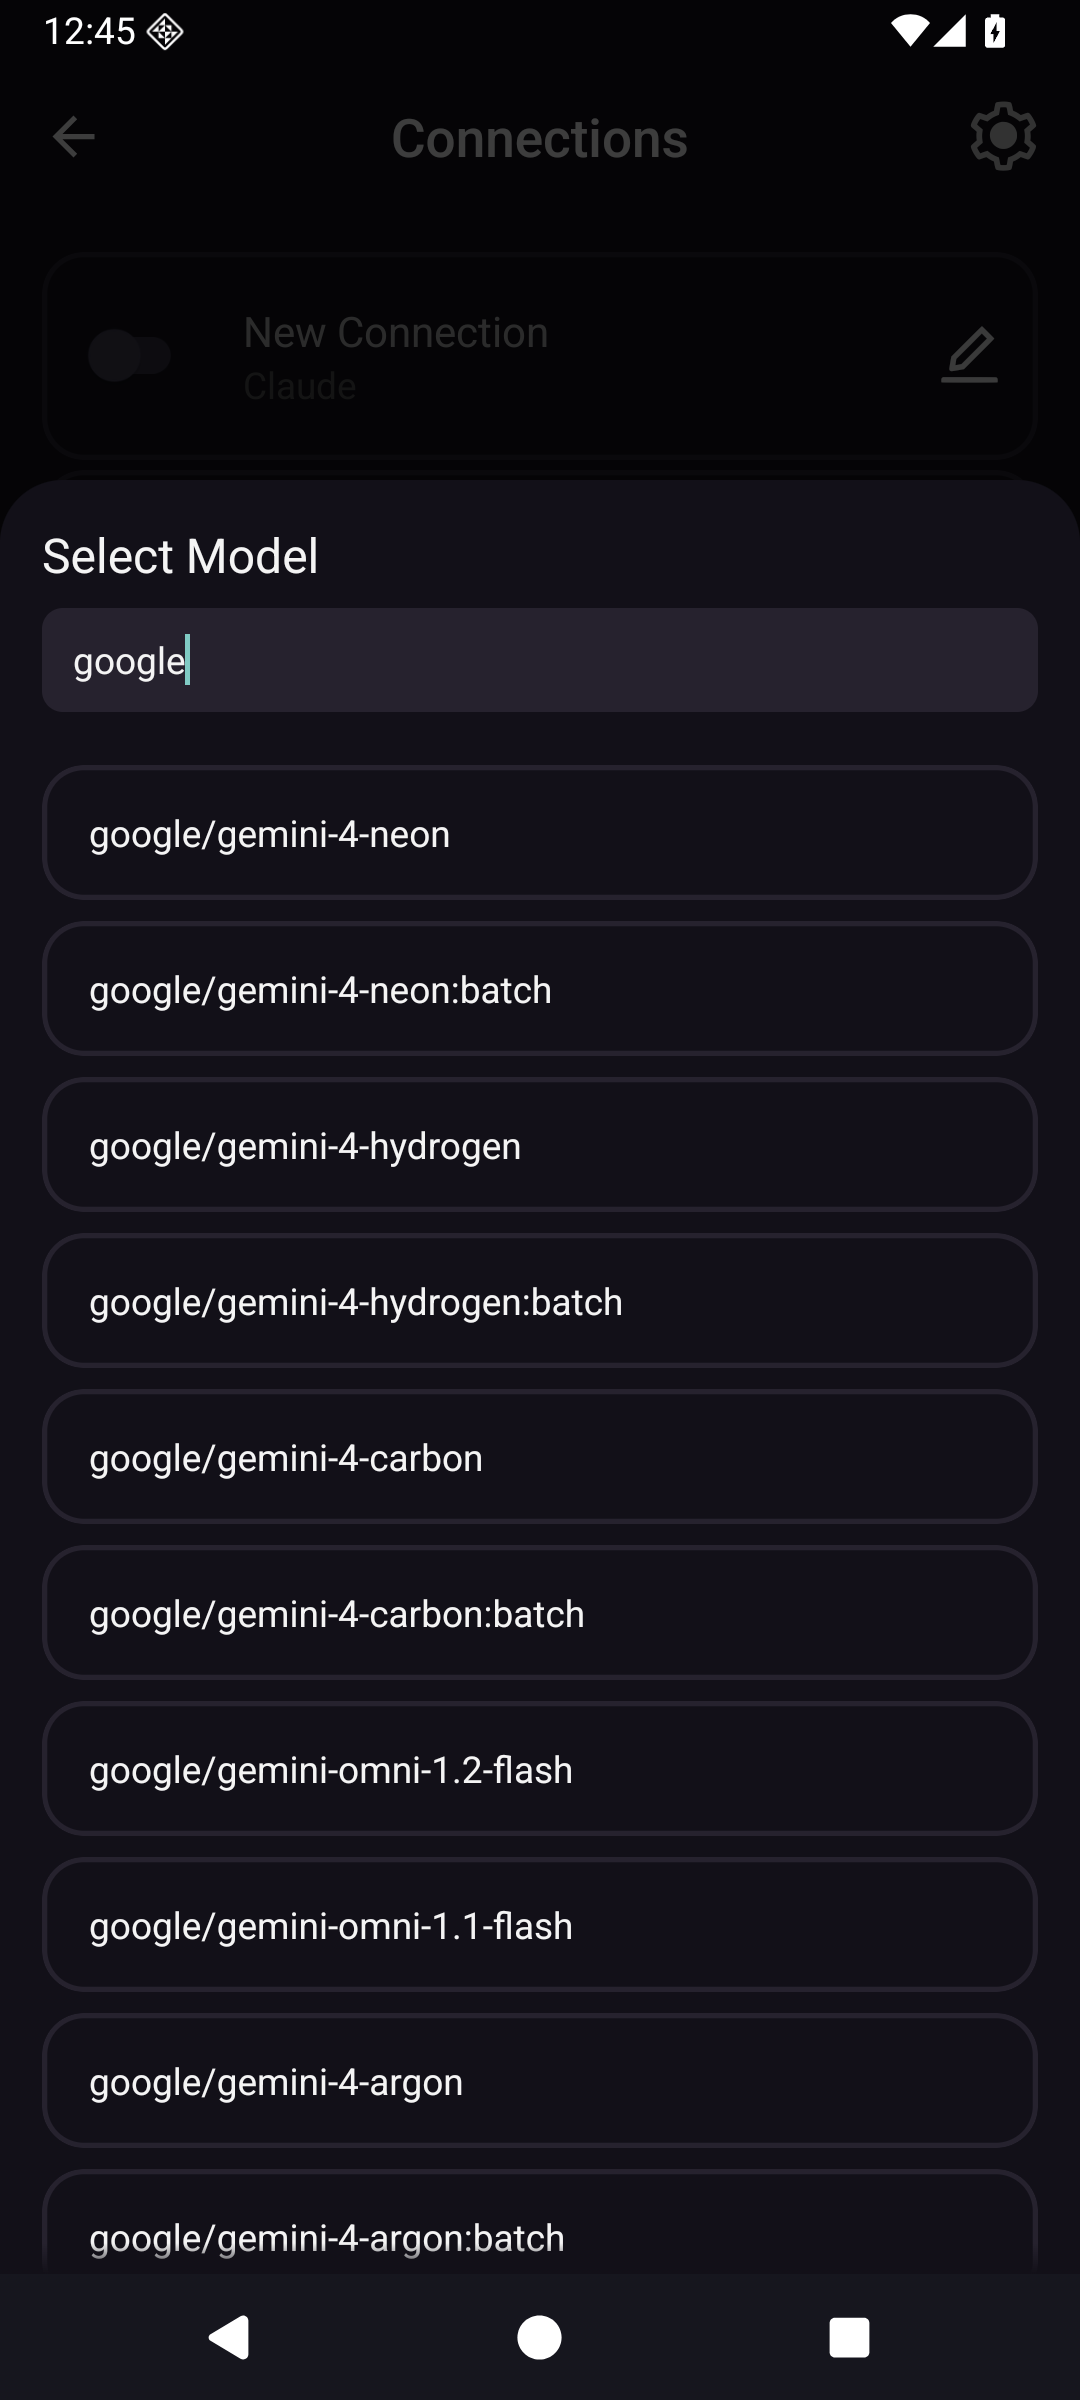 12:45
Connections
New Connection
Claude
Select Model
google
google/gemini-4-neon
google/gemini-4-neon:batch
google/gemini-4-hydrogen
google/gemini-4-hydrogen:batch
google/gemini-4-carbon
google/gemini-4-carbon:batch
google/gemini-omni-1.2-flash
google/gemini-omni-1.1-flash
google/gemini-4-argon
google/gemini-4-argon:batch